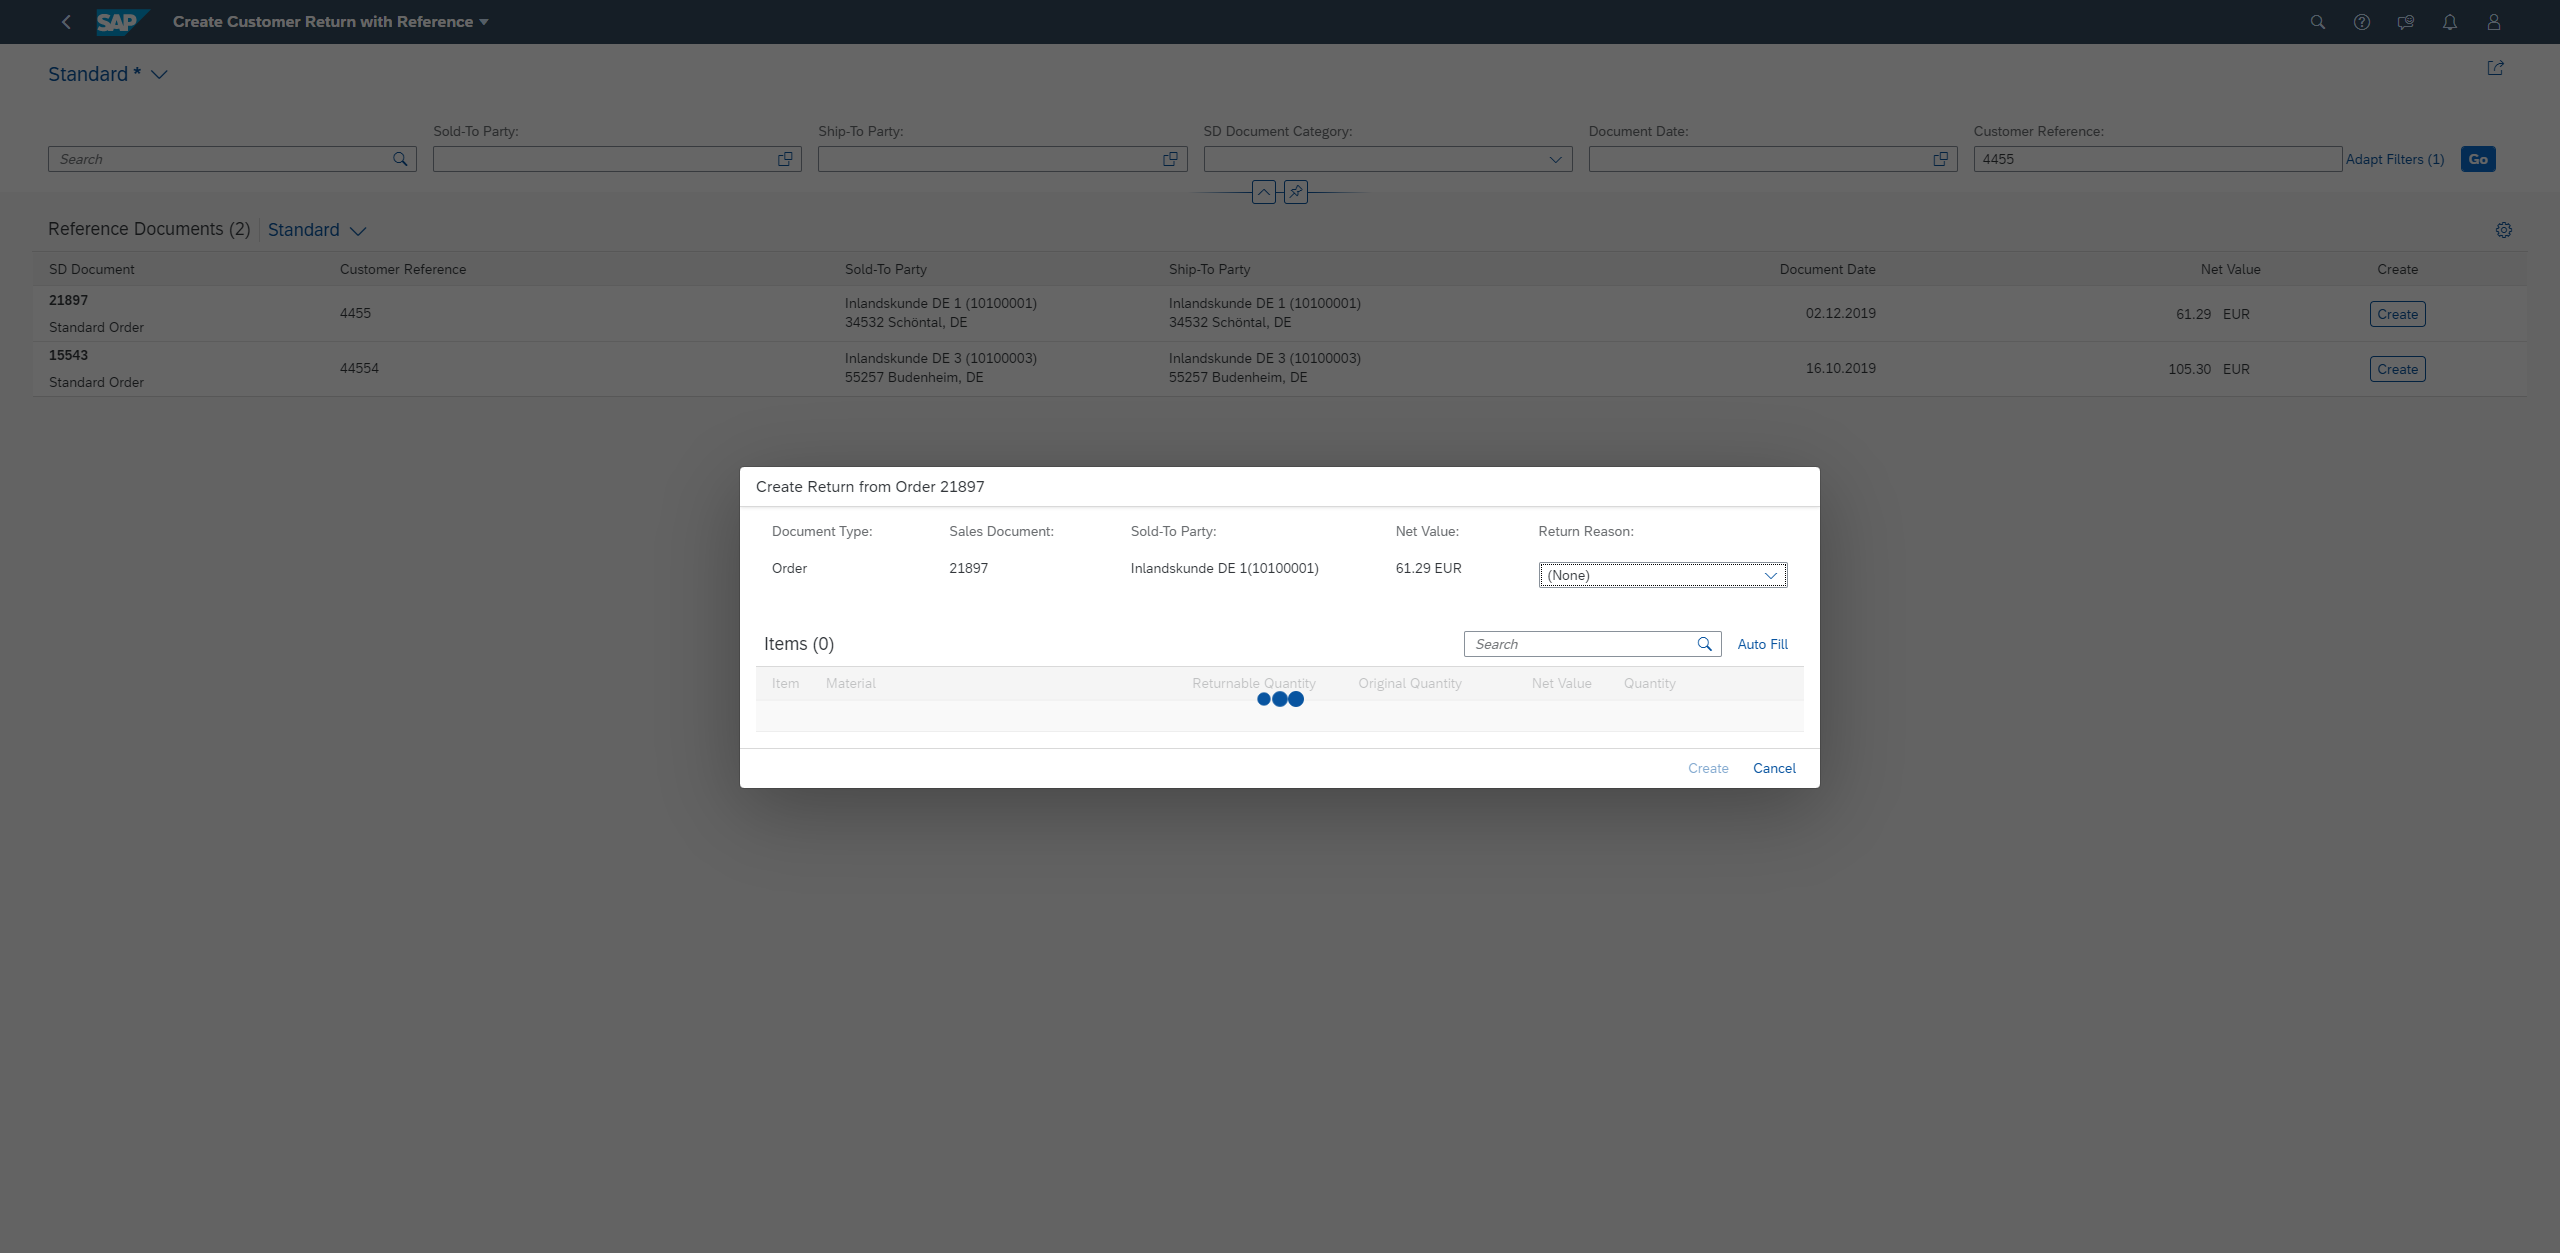 SAP Create Customer Return with Reference
Standard *
Sold-To Party: Ship-To Party: SD Document Category: Document Date: Customer Reference:
Search 4455 Adapt Filters (1) Go
Reference Documents (2) Standard
SD Document Customer Reference Sold-To Party Ship-To Party Document Date Net Value Create
21897
Standard Order
4455
Inlandskunde DE 1 (10100001)
34532 Schöntal, DE
Inlandskunde DE 1 (10100001)
34532 Schöntal, DE
02.12.2019
61.29 EUR
Create
15543
Standard Order
44554
Inlandskunde DE 3 (10100003)
55257 Budenheim, DE
Inlandskunde DE 3 (10100003)
55257 Budenheim, DE
16.10.2019
105.30 EUR
Create
Create Return from Order 21897
Document Type: Sales Document: Sold-To Party: Net Value: Return Reason:
Order 21897 Inlandskunde DE 1(10100001) 61.29 EUR (None)
Items (0) Search Auto Fill
Item Material Returnable Quantity Original Quantity Net Value Quantity
Create Cancel